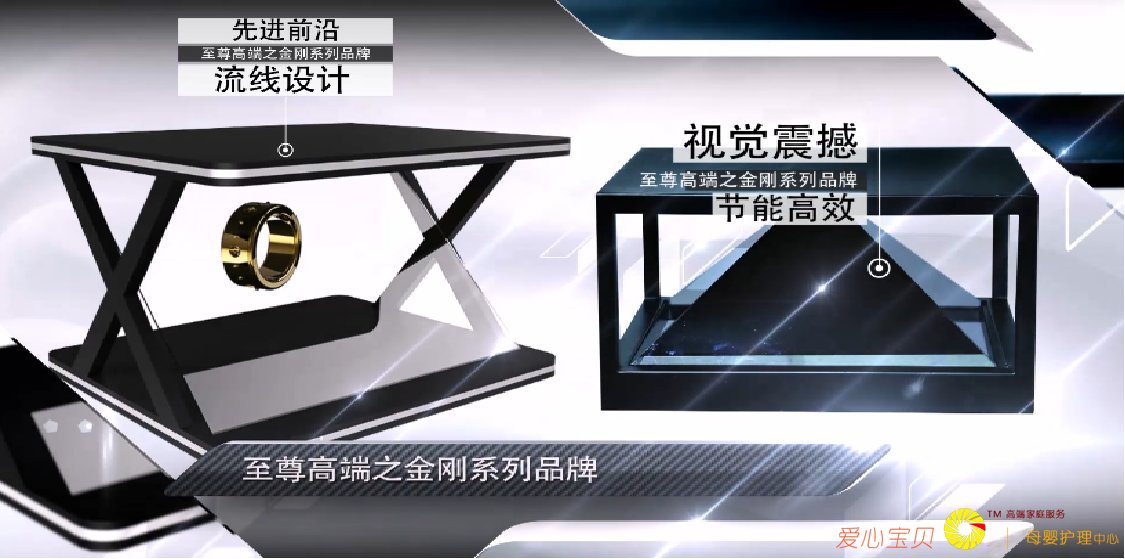 先进前沿
至尊高端之金刚系列品牌
流线设计
视觉震撼
至尊高端之金刚系列品牌
节能高效
至尊高端之金刚系列品牌
爱心宝贝
TM 高端家庭服务
母婴护理中心